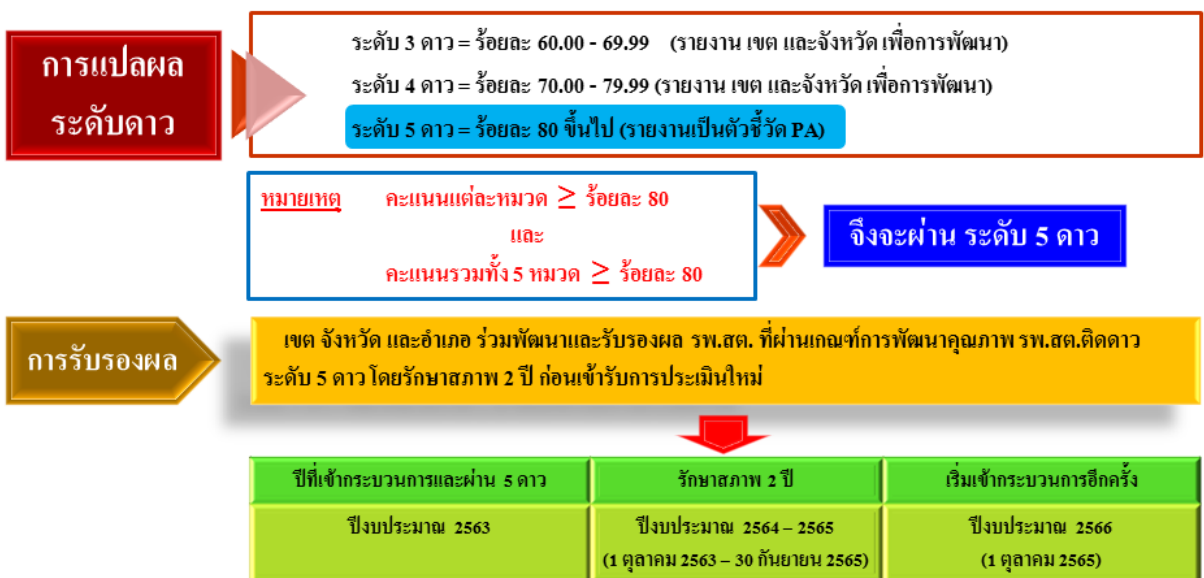 การแปลผล
ระดับดาว
ระดับ 3 ดาว = ร้อยละ 60.00 - 69.99 (รายงาน เขต และจังหวัด เพื่อการพัฒนา)
ระดับ 4 ดาว = ร้อยละ 70.00 - 79.99 (รายงาน เขต และจังหวัด เพื่อการพัฒนา)
ระดับ 5 ดาว = ร้อยละ 80 ขึ้นไป (รายงานเป็นตัวชี้วัด PA)
หมายเหตุ คะแนนแต่ละหมวด ≥ ร้อยละ 80
และ
คะแนนรวมทั้ง 5 หมวด ≥ ร้อยละ 80
จึงจะผ่าน ระดับ 5 ดาว
การรับรองผล
เขต จังหวัด และอำเภอ ร่วมพัฒนาและรับรองผล รพ.สต. ที่ผ่านเกณฑ์การพัฒนาคุณภาพ รพ.สต.ติดดาว
ระดับ 5 ดาว โดยรักษาสภาพ 2 ปี ก่อนเข้ารับการประเมินใหม่
ปีที่เข้ากระบวนการและผ่าน 5 ดาว รักษาสภาพ 2 ปี เริ่มเข้ากระบวนการอีกครั้ง
ปีงบประมาณ 2563 ปีงบประมาณ 2564 – 2565 ปีงบประมาณ 2566
(1 ตุลาคม 2563 – 30 กันยายน 2565) (1 ตุลาคม 2565)